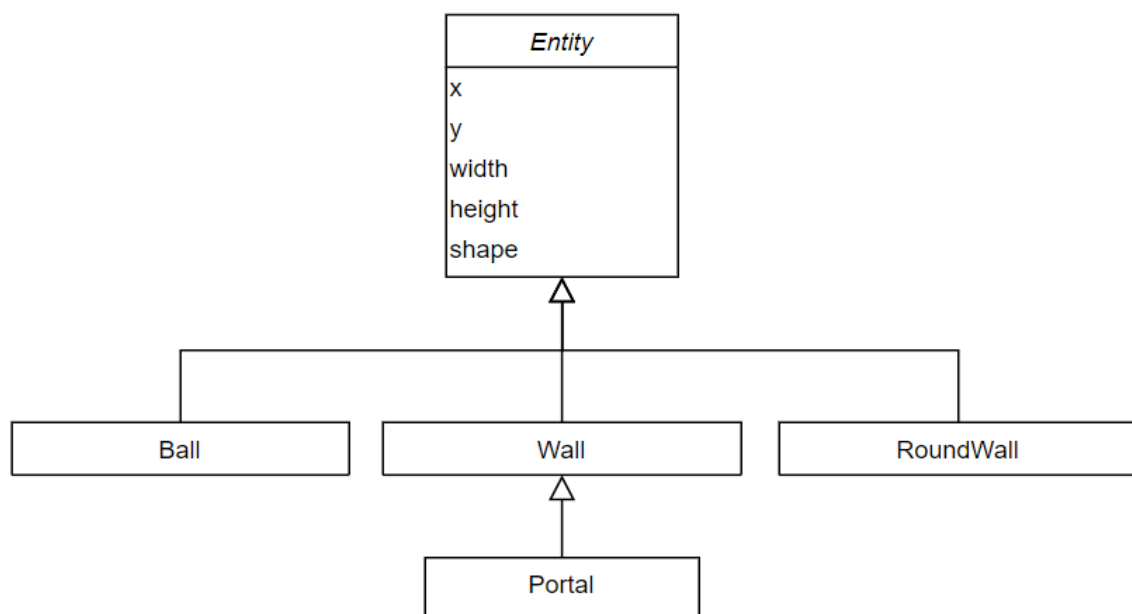 Entity
x
y
width
height
shape
Ball
Wall
RoundWall
Portal